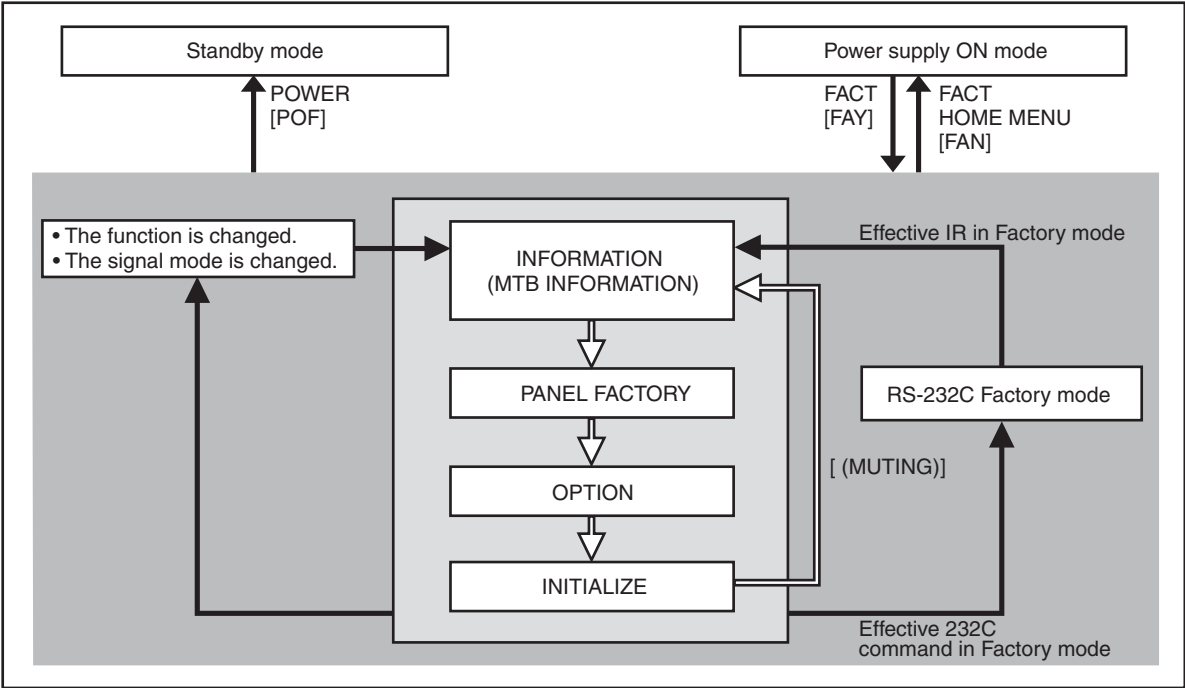 Standby mode
Power supply ON mode
POWER
[POF]
FACT
[FAY]
FACT
HOME MENU
[FAN]
• The function is changed.
• The signal mode is changed.
INFORMATION
(MTB INFORMATION)
Effective IR in Factory mode
PANEL FACTORY
RS-232C Factory mode
[ (MUTING)]
OPTION
INITIALIZE
Effective 232C
command in Factory mode